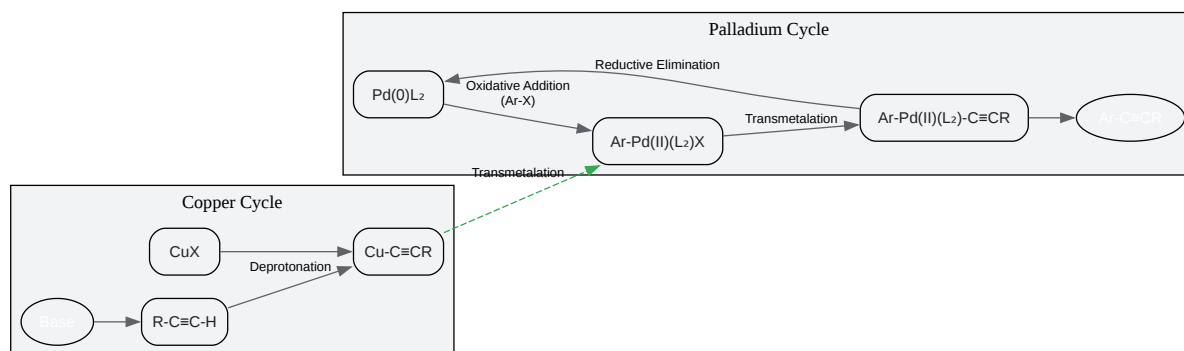 Palladium Cycle
Reductive Elimination
Pd(0)L₂
Oxidative Addition
(Ar-X)
Ar-Pd(II)(L₂)X
Transmetalation
Ar-Pd(II)(L₂)-C≡CR
Ar-C≡CR
Transmetalation
Copper Cycle
CuX
Cu-C≡CR
Deprotonation
Base
R-C≡C-H